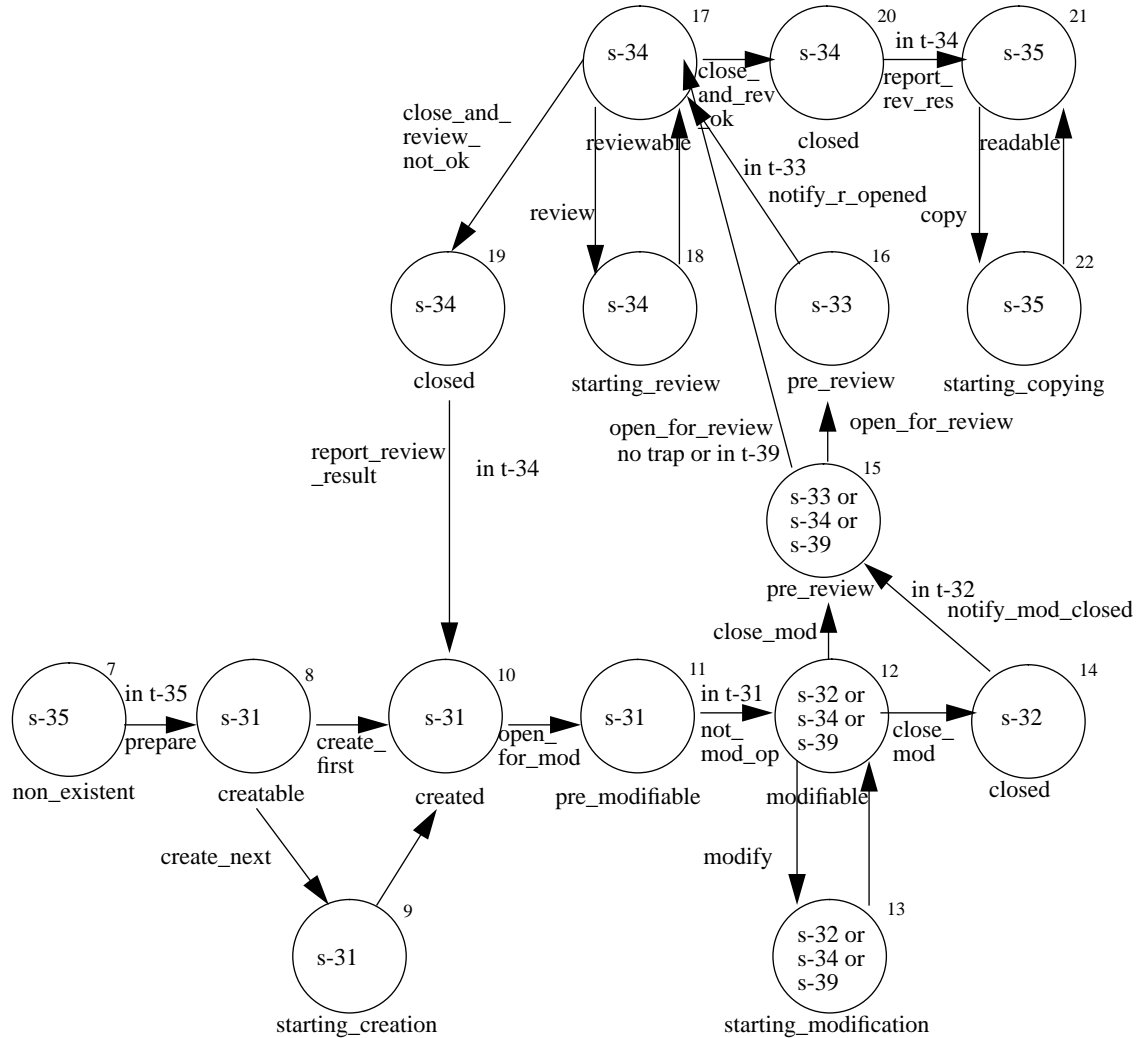 17
20
21
s-34
s-34
in t-34
s-35
close_
and_rev
_ok
report_
rev_res
close_and_
review_
not_ok
reviewable
closed
readable
in t-33
notify_r_opened
review
copy
19
18
16
22
s-34
s-34
s-33
s-35
closed
starting_review
pre_review
starting_copying
open_for_review
no trap or in t-39
open_for_review
report_review
_result
in t-34
15
s-33 or
s-34 or
s-39
pre_review
in t-32
notify_mod_closed
close_mod
7
8
10
11
12
14
in t-35
in t-31
s-35
s-31
s-31
s-31
s-32 or
s-34 or
s-39
s-32
prepare
create_
first
open_
for_mod
not_
mod_op
close_
mod
non_existent
creatable
created
pre_modifiable
modifiable
closed
create_next
modify
9
13
s-31
s-32 or
s-34 or
s-39
starting_creation
starting_modification